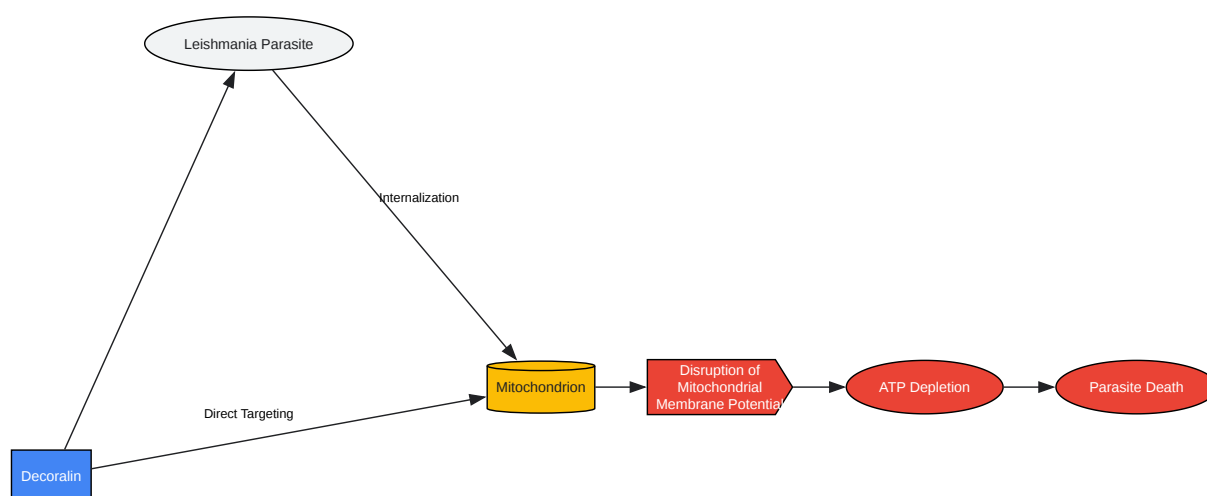 Leishmania Parasite
Internalization
Disruption of
Mitochondrial
Membrane Potential
Mitochondrion
ATP Depletion
Parasite Death
Direct Targeting
Decoralin